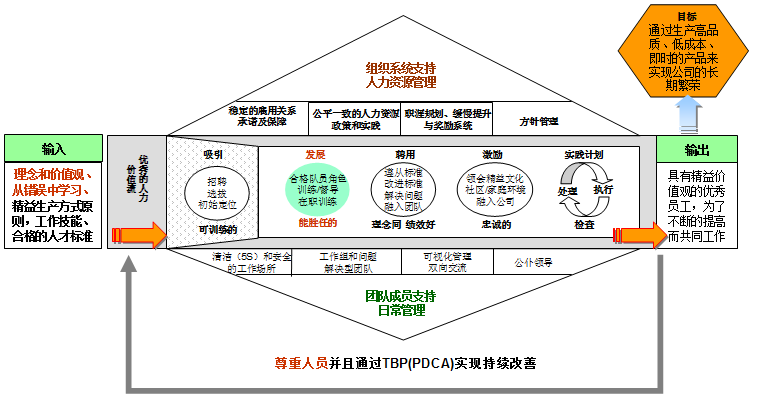 目标
通过生产高品
质、低成本、
即时的产品来
实现公司的长
期繁荣
组织系统支持
人力资源管理
稳定的雇用关系
承诺及保障
公平一致的人力资源
政策和实践
职涯规划、缓慢提升
与奖励系统
方针管理
输入
理念和价值观、
从错误中学习、
精益生产方式原
则，工作技能、
合格的人才标准
优秀的人力
价值流
吸引
招聘
选拔
初始定位
可训练的
发展
合格队员角色
训练/督导
在职训练
能胜任的
聘用
遵从标准
改进标准
解决问题
融入团队
理念同 绩效好
激励
领会精益文化
社区/家庭环境
融入公司
忠诚的
实践计划
处理
执行
检查
输出
具有精益价
值观的优秀
员工，为了
不断的提高
而共同工作
清洁（5S）和安全
的工作场所
工作组和问题
解决型团队
可视化管理
双向交流
公仆领导
团队成员支持
日常管理
尊重人员并且通过TBP(PDCA)实现持续改善